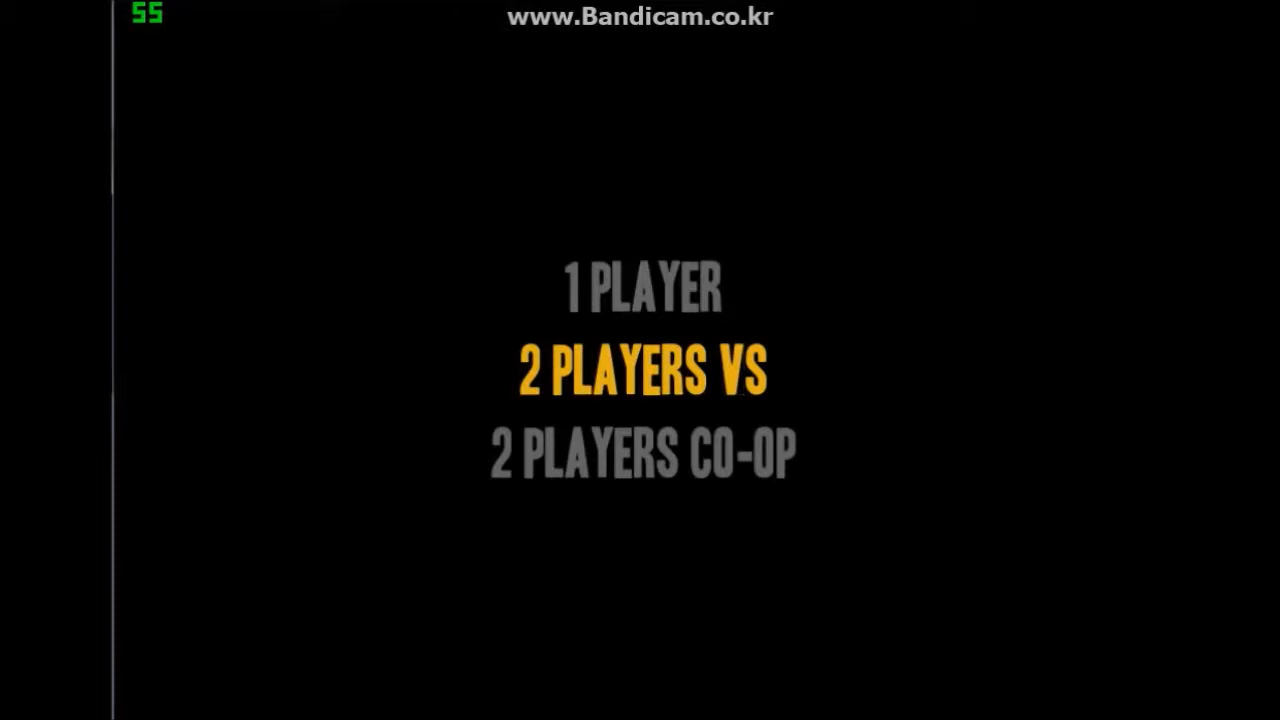 55
www.Bandicam.co.kr
1 PLAYER
2 PLAYERS VS
2 PLAYERS CO-OP